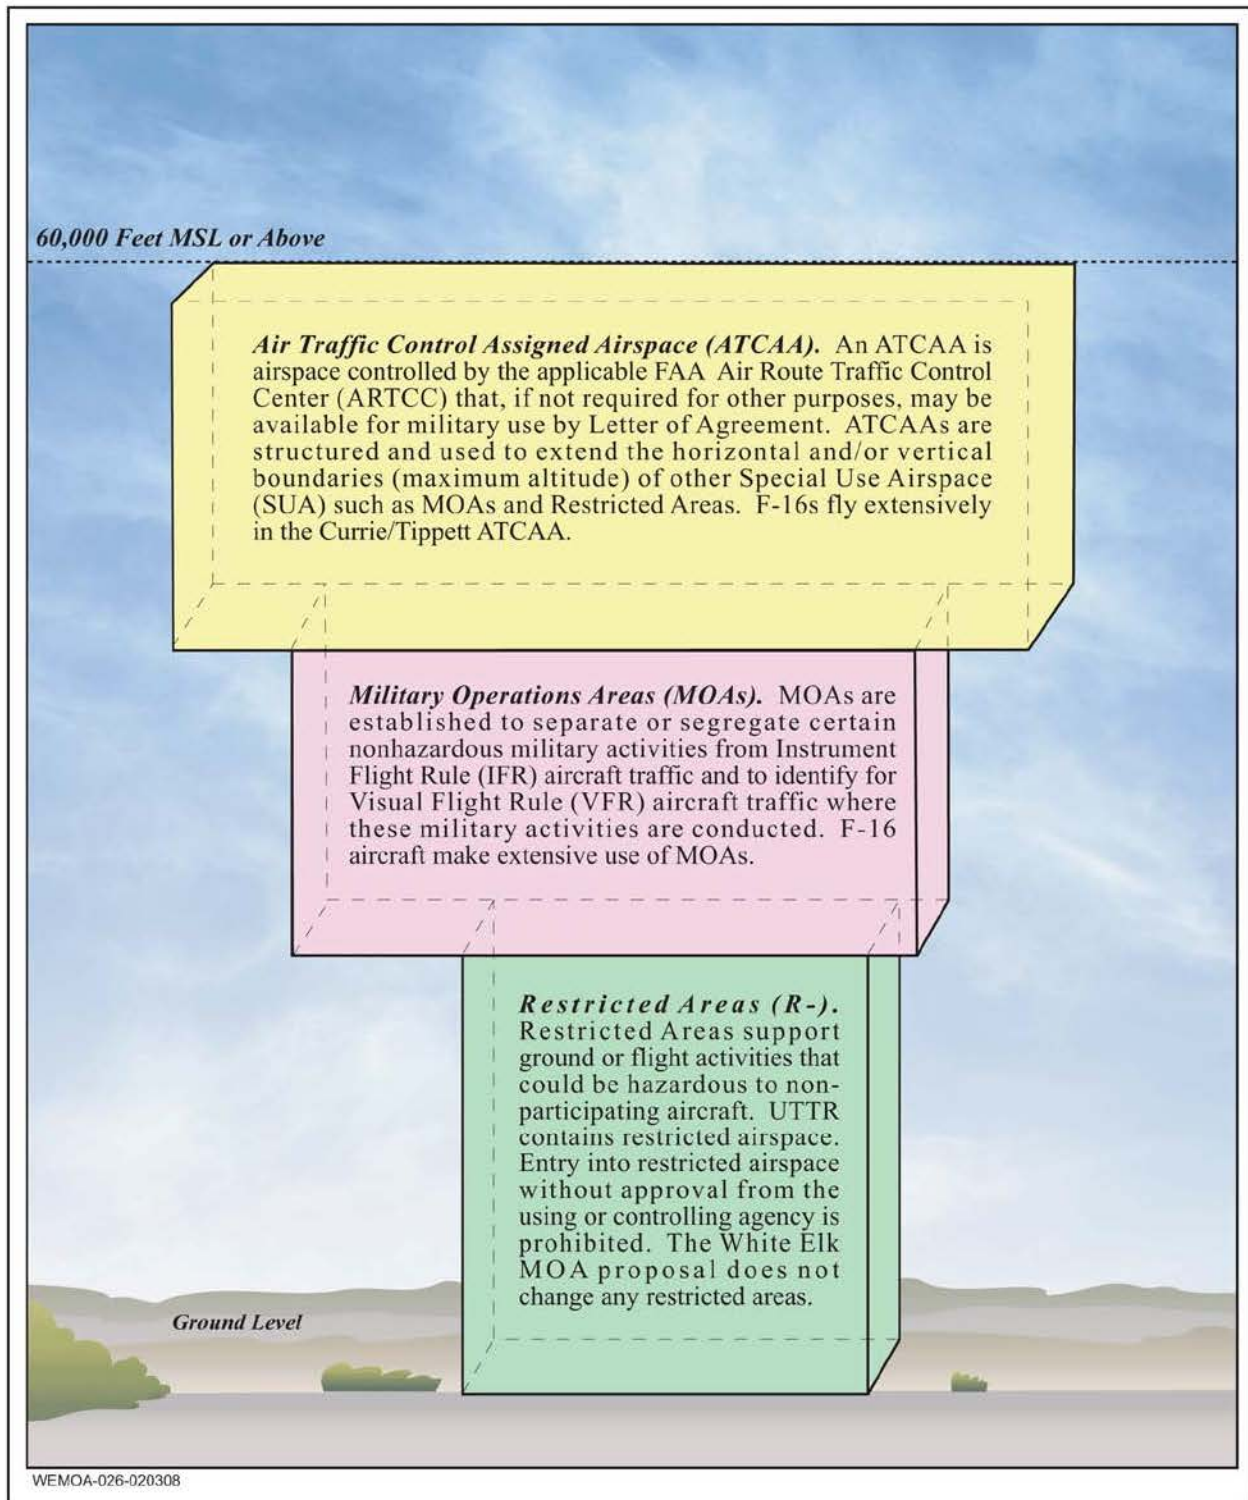 60,000 Feet MSL or Above
Air Traffic Control Assigned Airspace (ATCAA). An ATCAA is
airspace controlled by the applicable FAA Air Route Traffic Control
Center (ARTCC) that, if not required for other purposes, may be
available for military use by Letter of Agreement. ATCAAs are
structured and used to extend the horizontal and/or vertical
boundaries (maximum altitude) of other Special Use Airspace
(SUA) such as MOAs and Restricted Areas. F-16s fly extensively
in the Currie/Tippett ATCAA.
Military Operations Areas (MOAs). MOAs are
established to separate or segregate certain
nonhazardous military activities from Instrument
Flight Rule (IFR) aircraft traffic and to identify for
Visual Flight Rule (VFR) aircraft traffic where
these military activities are conducted. F-16
aircraft make extensive use of MOAs.
Restricted Areas (R-).
Restricted Areas support
ground or flight activities that
could be hazardous to non-
participating aircraft. UTTR
contains restricted airspace.
Entry into restricted airspace
without approval from the
using or controlling agency is
prohibited. The White Elk
MOA proposal does not
change any restricted areas.
Ground Level
WEMOA-026-020308